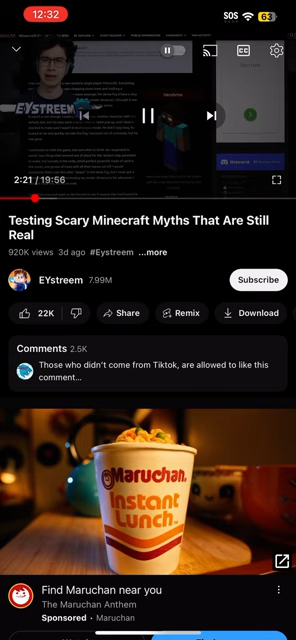 12:32
SOS
63
EYSTREEM
2:21 / 19:56
Testing Scary Minecraft Myths That Are Still
Real
920K views 3d ago #Eystreem ...more
EYstreem 7.99M
Subscribe
22K
Share
Remix
Download
Comments 2.5K
Those who didn't come from Tiktok, are allowed to like this
comment...
Maruchan
Instant
Lunch
Find Maruchan near you
The Maruchan Anthem
Sponsored • Maruchan